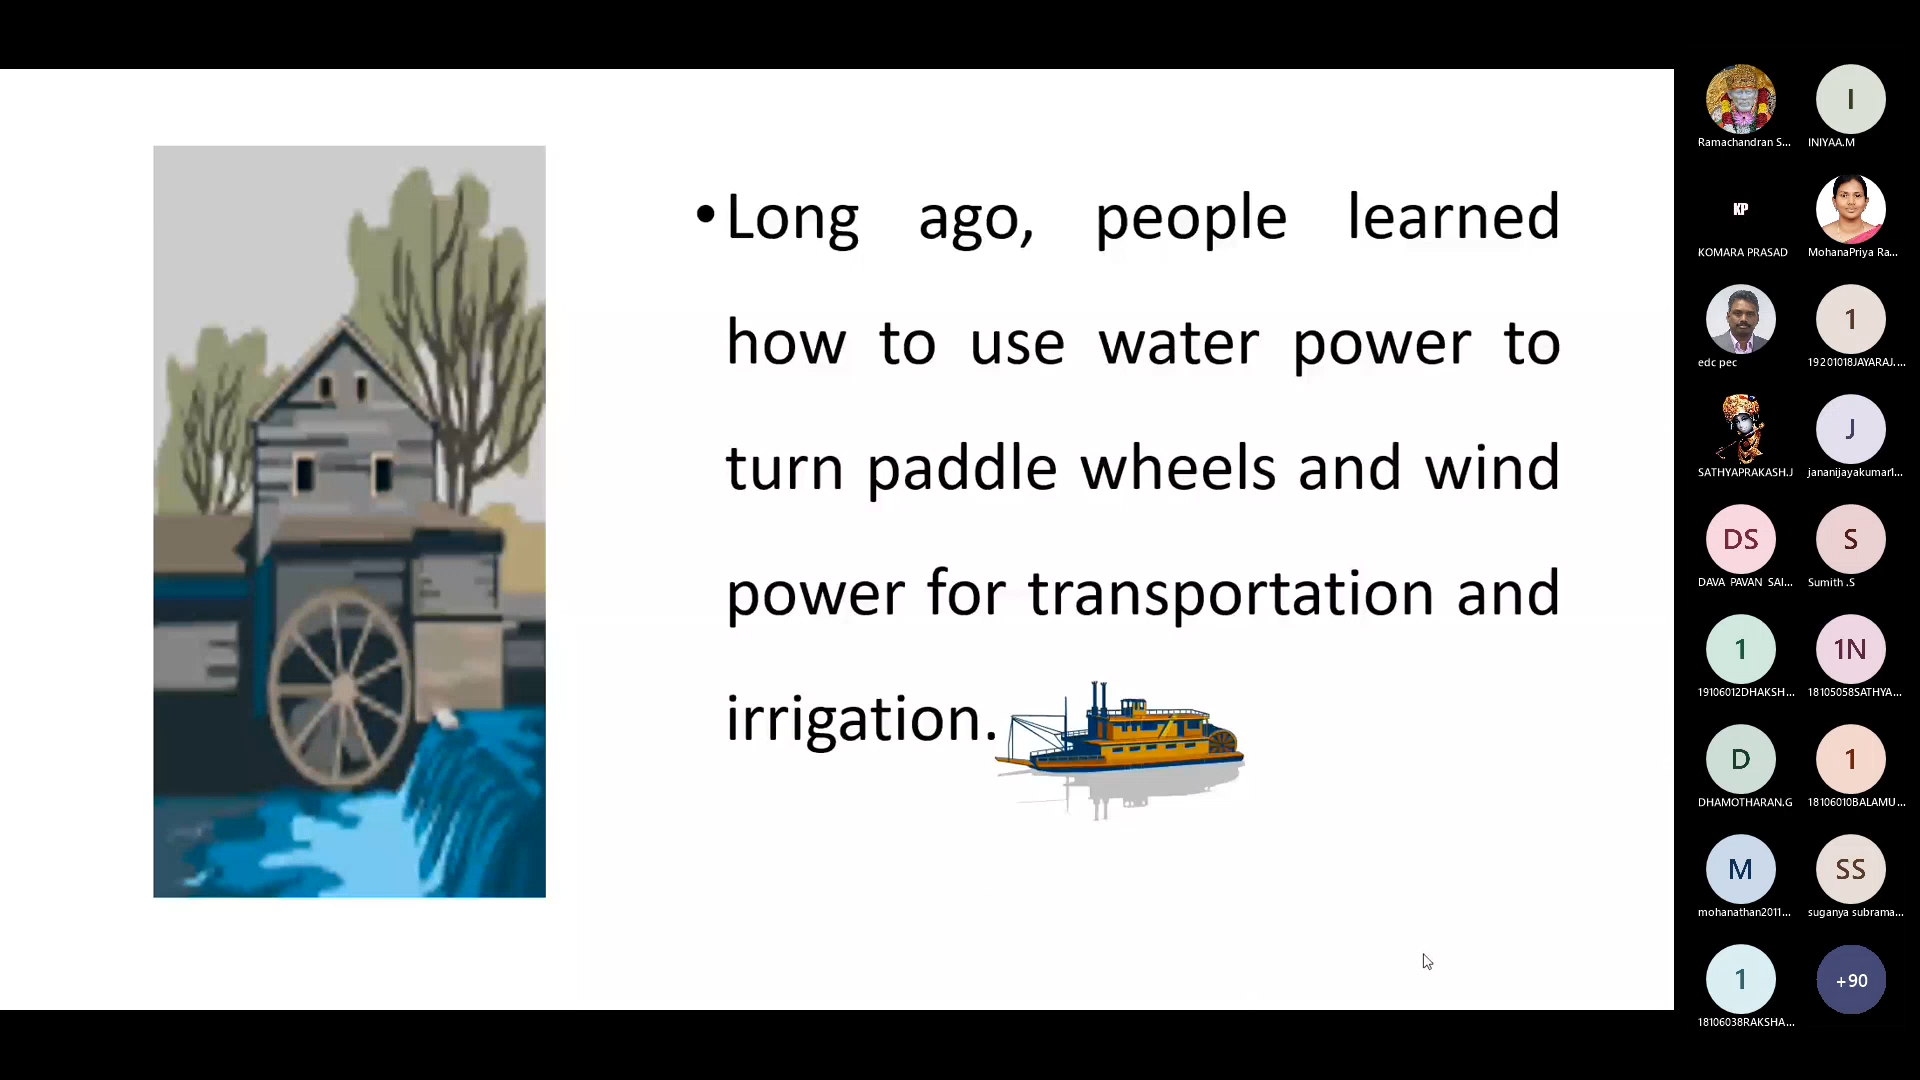 •Long ago, people learned
how to use water power to
turn paddle wheels and wind
power for transportation and
irrigation.
Ramachandran S...
I
INIYAA.M
KP
KOMARA PRASAD
MohanaPriya Ra...
edc pec
1
19201018JAYARAJ....
SATHYAPRAKASH.J
J
jananijayakumar1...
DS
DAVA PAVAN SAI...
S
Sumith .S
1
19106012DHAKSH...
1N
18105058SATHYA...
D
DHAMOTHARAN.G
1
18106010BALAMU...
M
mohanathan2011...
SS
suganya subrama...
1
18106038RAKSHA...
+90